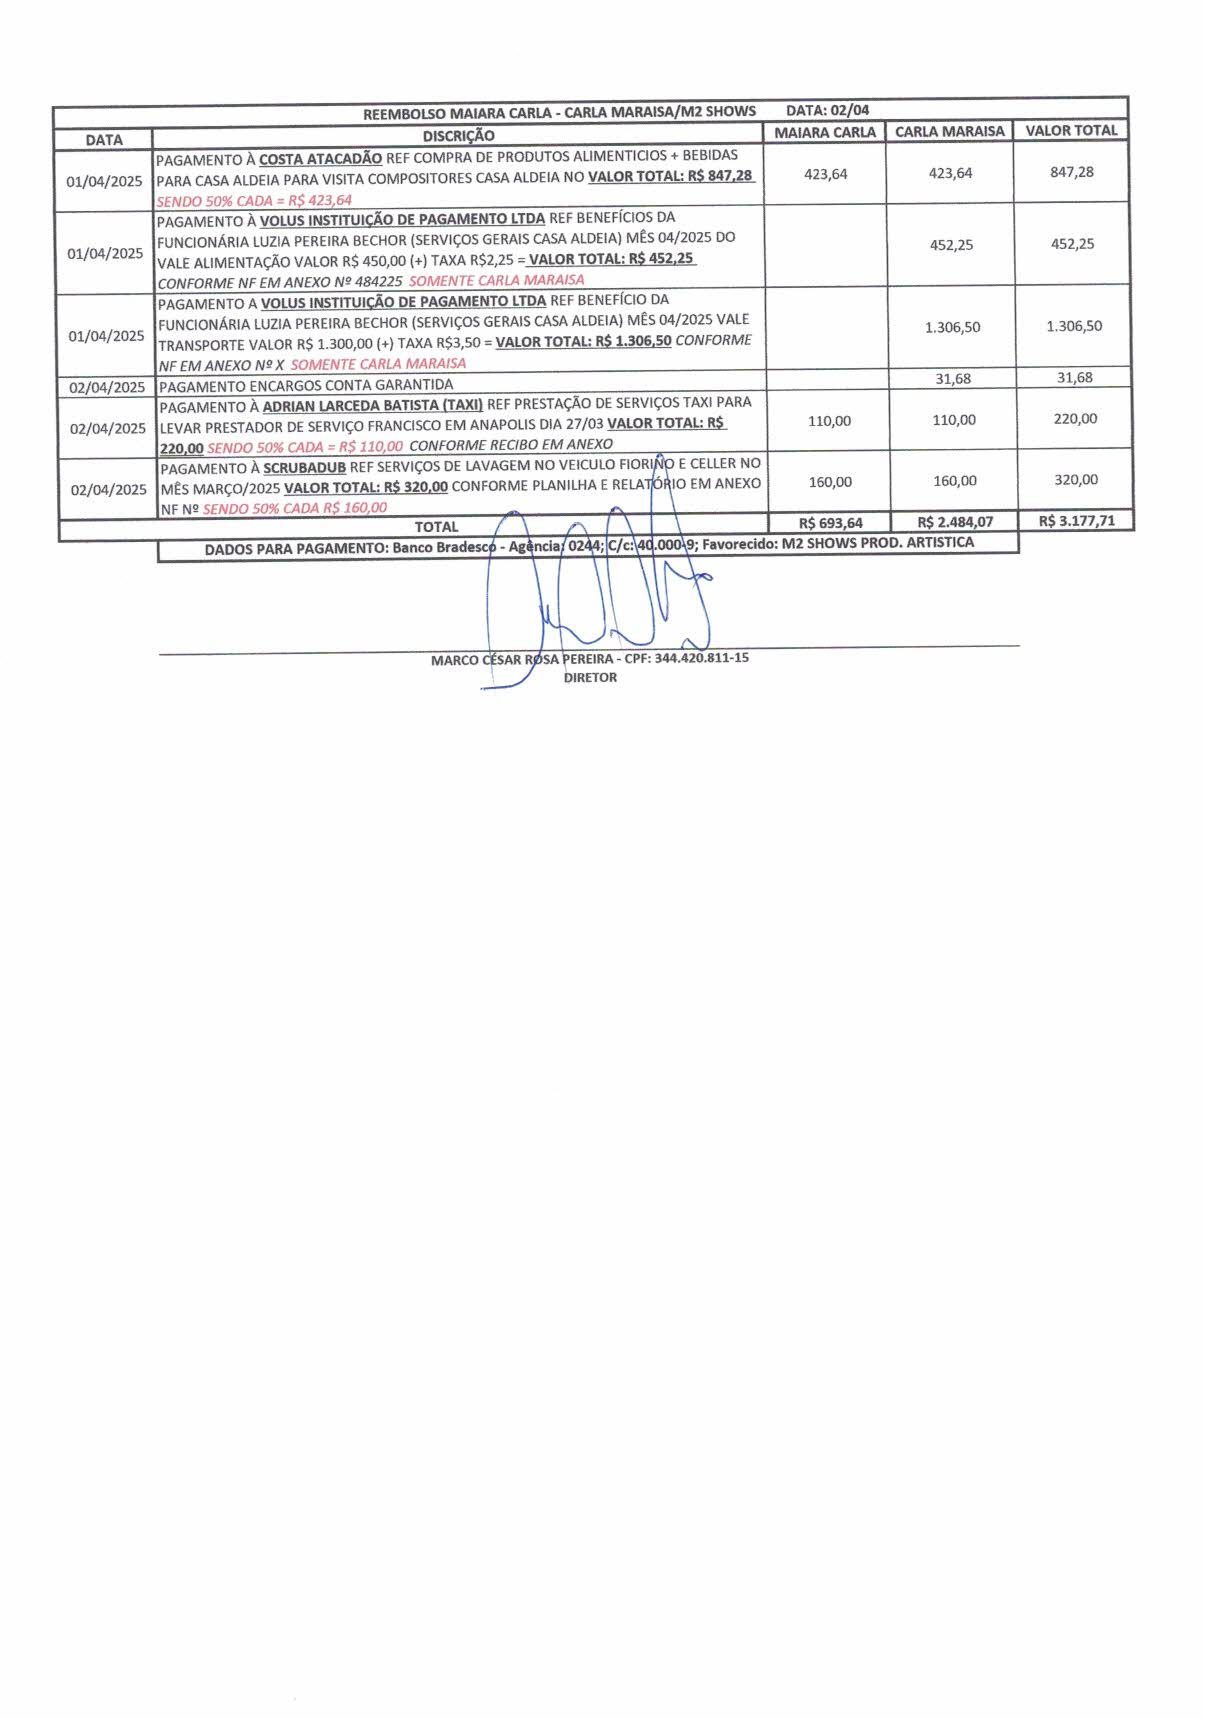 REEMBOLSO MAIARA CARLA - CARLA MARAISA/M2 SHOWS DATA: 02/04
DATA DISCRIÇÃO MAIARA CARLA CARLA MARAISA VALOR TOTAL
01/04/2025 PAGAMENTO À COSTA ATACADÃO REF COMPRA DE PRODUTOS ALIMENTICIOS + BEBIDAS
PARA CASA ALDEIA PARA VISITA COMPOSITORES CASA ALDEIA NO VALOR TOTAL: R$ 847,28 423,64 423,64 847,28
SENDO 50% CADA = R$ 423,64
01/04/2025 PAGAMENTO À VOLUS INSTITUIÇÃO DE PAGAMENTO LTDA REF BENEFÍCIOS DA
FUNCIONÁRIA LUZIA PEREIRA BECHOR (SERVIÇOS GERAIS CASA ALDEIA) MÊS 04/2025 DO 452,25 452,25
VALE ALIMENTAÇÃO VALOR R$ 450,00 (+) TAXA R$2,25 = VALOR TOTAL: R$ 452,25
CONFORME NF EM ANEXO Nº 484225 SOMENTE CARLA MARAISA
01/04/2025 PAGAMENTO A VOLUS INSTITUIÇÃO DE PAGAMENTO LTDA REF BENEFÍCIO DA
FUNCIONÁRIA LUZIA PEREIRA BECHOR (SERVIÇOS GERAIS CASA ALDEIA) MÊS 04/2025 VALE 1.306,50 1.306,50
TRANSPORTE VALOR R$ 1.300,00 (+) TAXA R$3,50 = VALOR TOTAL: R$ 1.306,50 CONFORME
NF EM ANEXO Nº X SOMENTE CARLA MARAISA
02/04/2025 PAGAMENTO ENCARGOS CONTA GARANTIDA 31,68 31,68
02/04/2025 PAGAMENTO À ADRIAN LARCEDA BATISTA (TAXI) REF PRESTAÇÃO DE SERVIÇOS TAXI PARA
LEVAR PRESTADOR DE SERVIÇO FRANCISCO EM ANAPOLIS DIA 27/03 VALOR TOTAL: R$ 110,00 110,00 220,00
220,00 SENDO 50% CADA = R$ 110,00 CONFORME RECIBO EM ANEXO
02/04/2025 PAGAMENTO À SCRUBADUB REF SERVIÇOS DE LAVAGEM NO VEICULO FIORINO E CELLER NO
MÊS MARÇO/2025 VALOR TOTAL: R$ 320,00 CONFORME PLANILHA E RELATÓRIO EM ANEXO 160,00 160,00 320,00
NF Nº SENDO 50% CADA R$ 160,00
TOTAL R$ 693,64 R$ 2.484,07 R$ 3.177,71
DADOS PARA PAGAMENTO: Banco Bradesco - Agência: 0244; C/c: 40.000-9; Favorecido: M2 SHOWS PROD. ARTISTICA
MARCO CÉSAR ROSA PEREIRA - CPF: 344.420.811-15
DIRETOR